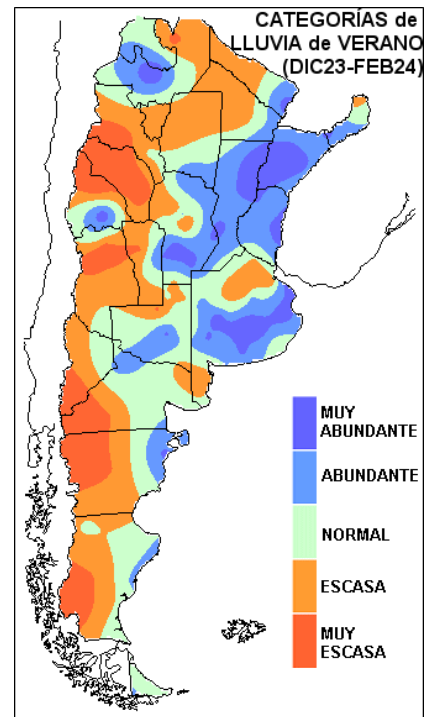 CATEGORÍAS de
LLUVIA de VERANO
(DIC23-FEB24)
MUY
ABUNDANTE
ABUNDANTE
NORMAL
ESCASA
MUY
ESCASA